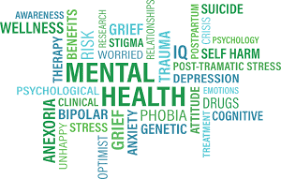 AWARENESS
WELLNESS
THERAPY
BENEFITS
RISK
RESEARCH
GRIEF
STIGMA
WORRIED
RELATIONSHIPS
TRAUMA
POSTPARTUM
CRISIS
SUICIDE
PSYCHOLOGY
IQ
SELF HARM
POST-TRAMATIC STRESS
MENTAL
DEPRESSION
PSYCHOLOGICAL
HEALTH
ATTITUDE
EMOTIONS
DRUGS
ANOREXIA
CLINICAL
BIPOLAR
PHOBIA
COGNITIVE
UNHAPPY
STRESS
OPTIMIST
GRIEF
ANXIETY
GENETIC
TREATMENT